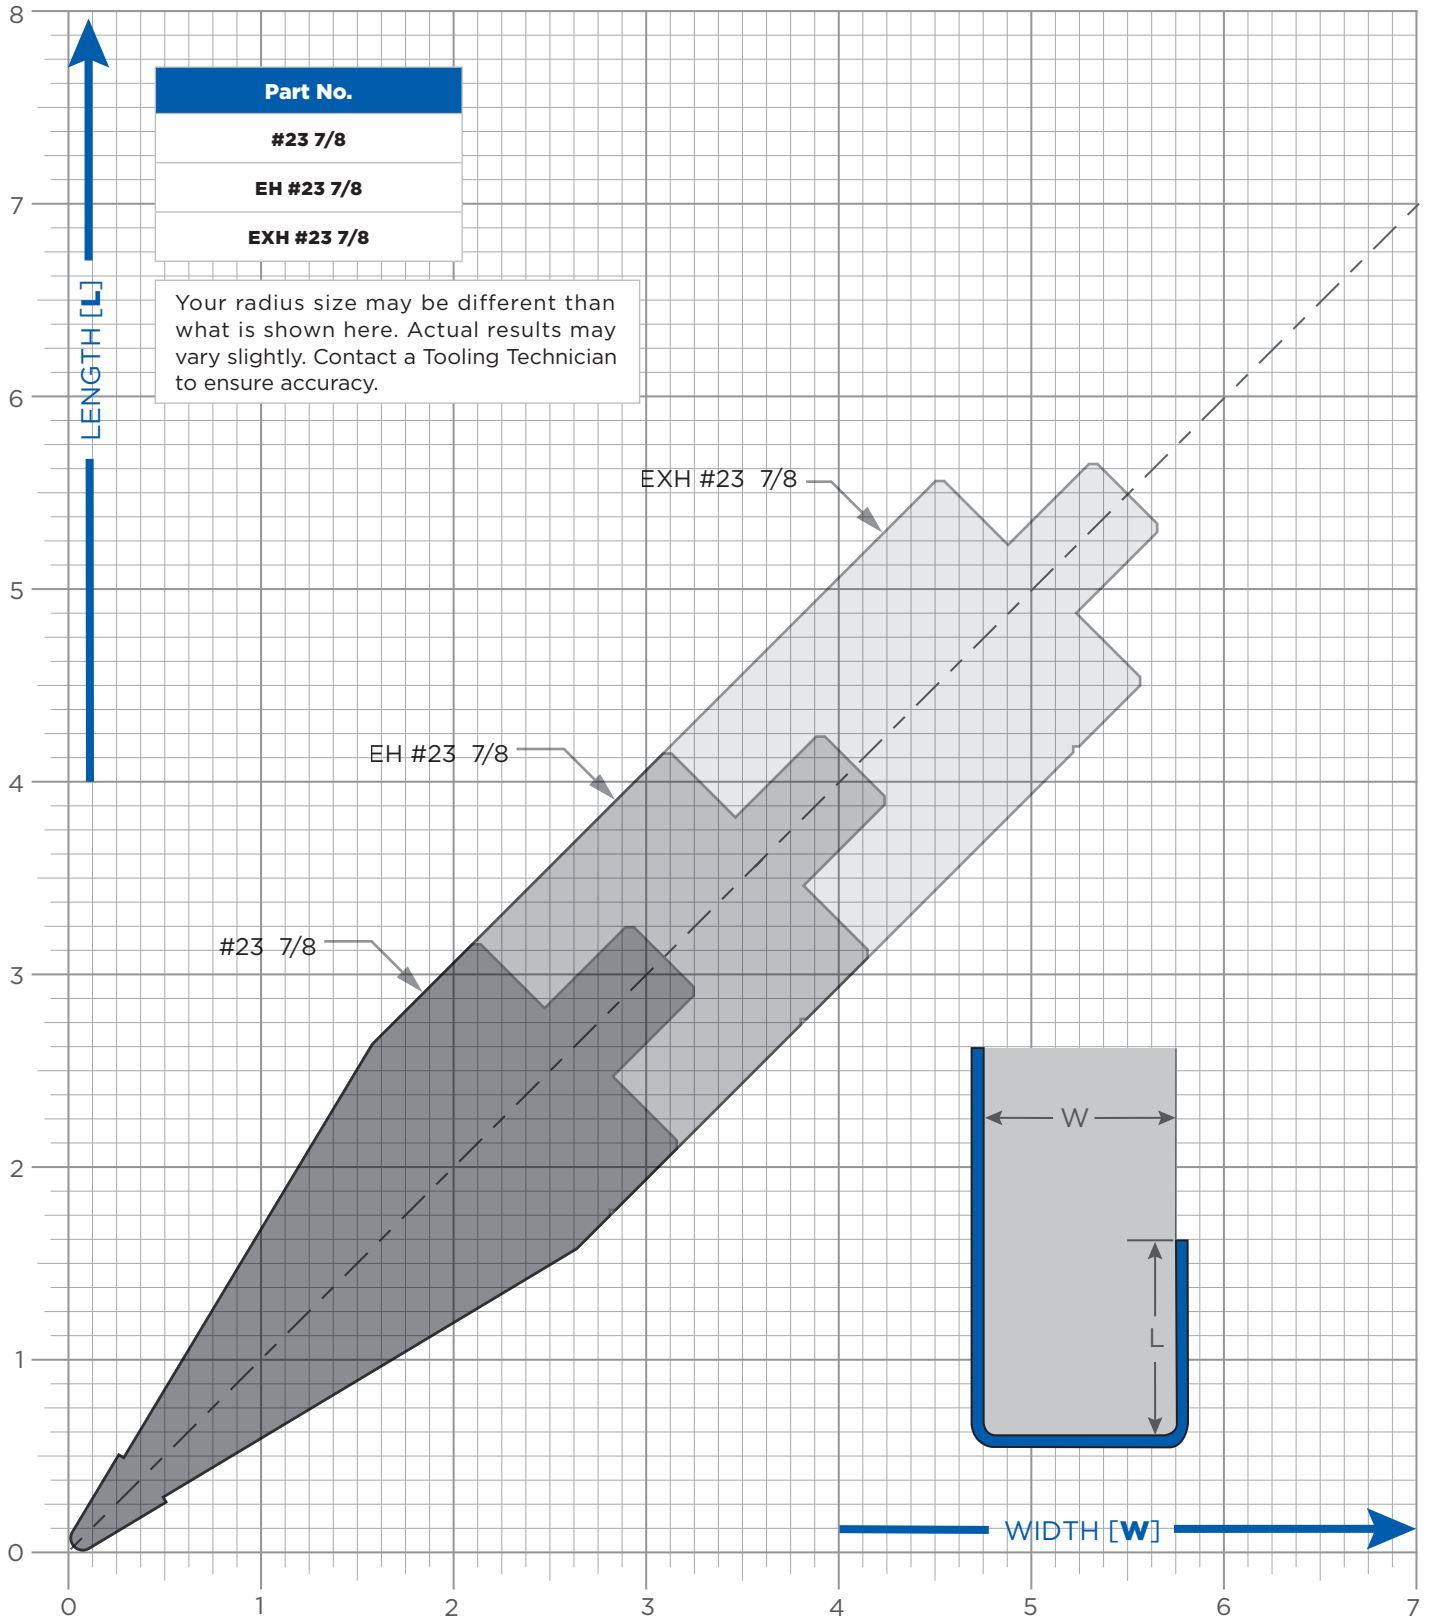 8
7
6
5
4
3
2
1
0
LENGTH [L]
Part No.
#23 7/8
EH #23 7/8
EXH #23 7/8
Your radius size may be different than
what is shown here. Actual results may
vary slightly. Contact a Tooling Technician
to ensure accuracy.
EXH #23 7/8
EH #23 7/8
#23 7/8
W
L
WIDTH [W]
0 1 2 3 4 5 6 7